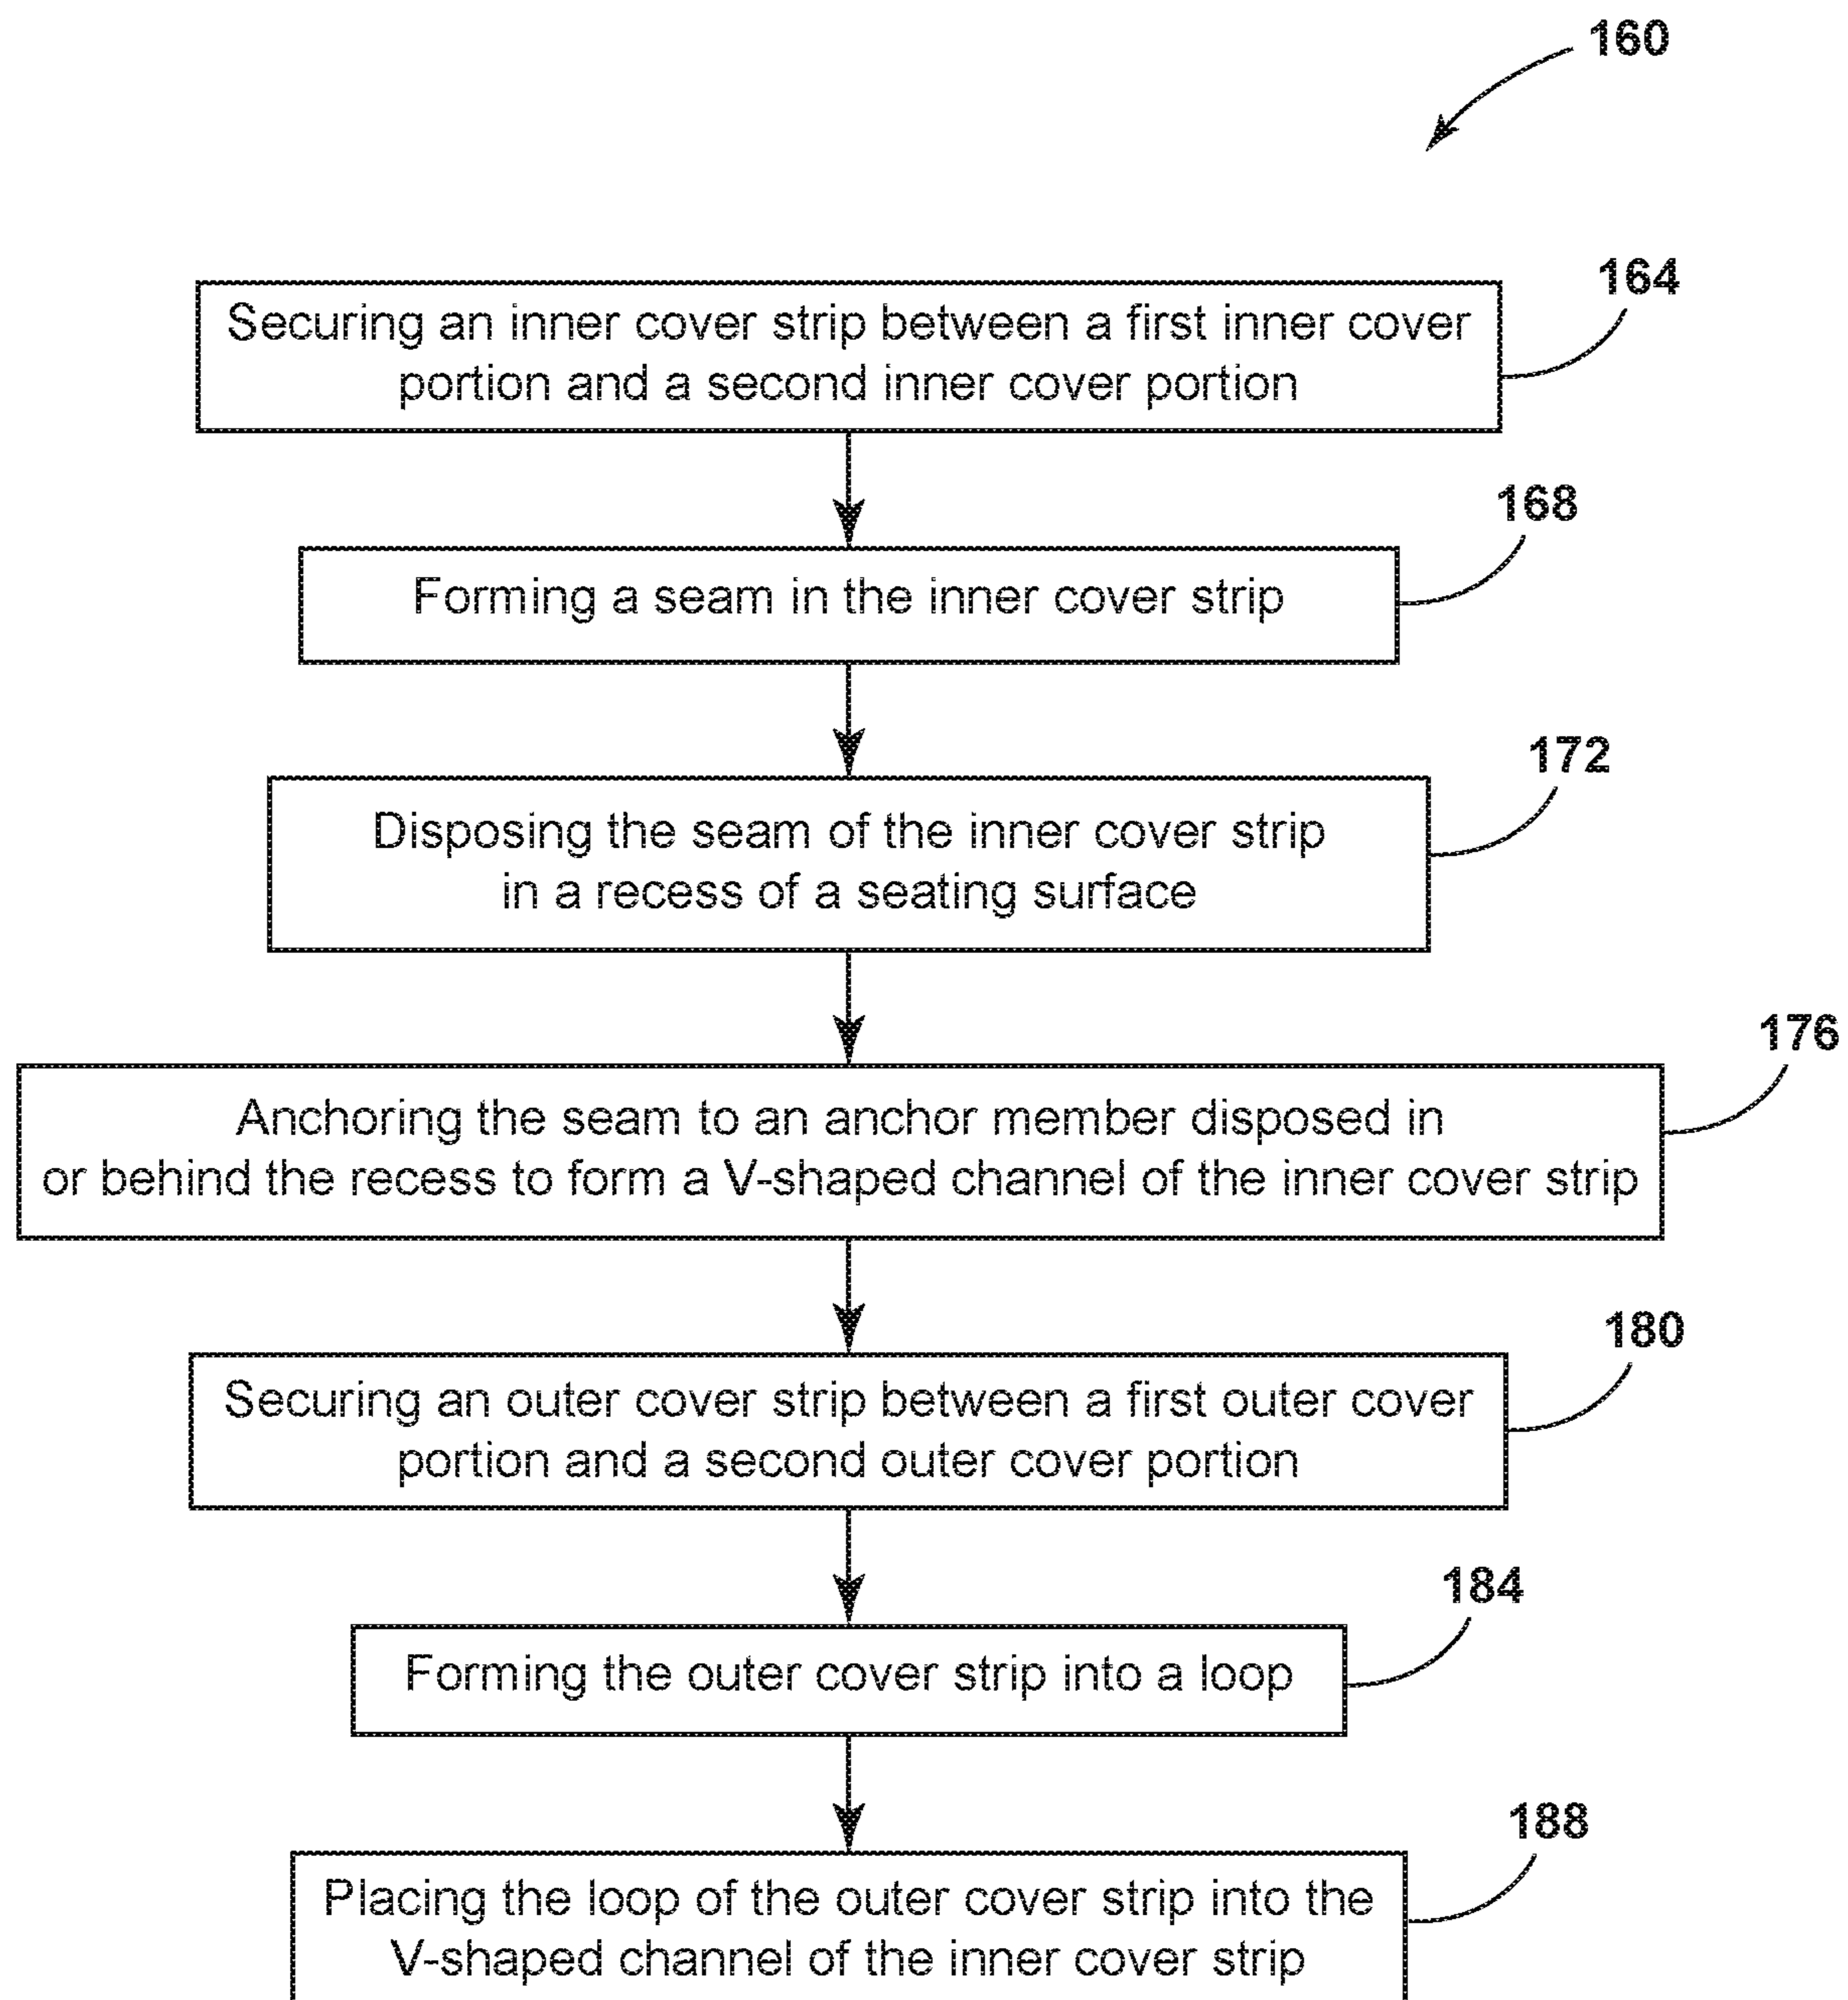 160
164
Securing an inner cover strip between a first inner cover
portion and a second inner cover portion
168
Forming a seam in the inner cover strip
172
Disposing the seam of the inner cover strip
in a recess of a seating surface
176
Anchoring the seam to an anchor member disposed in
or behind the recess to form a V-shaped channel of the inner cover strip
180
Securing an outer cover strip between a first outer cover
portion and a second outer cover portion
184
Forming the outer cover strip into a loop
188
Placing the loop of the outer cover strip into the
V-shaped channel of the inner cover strip